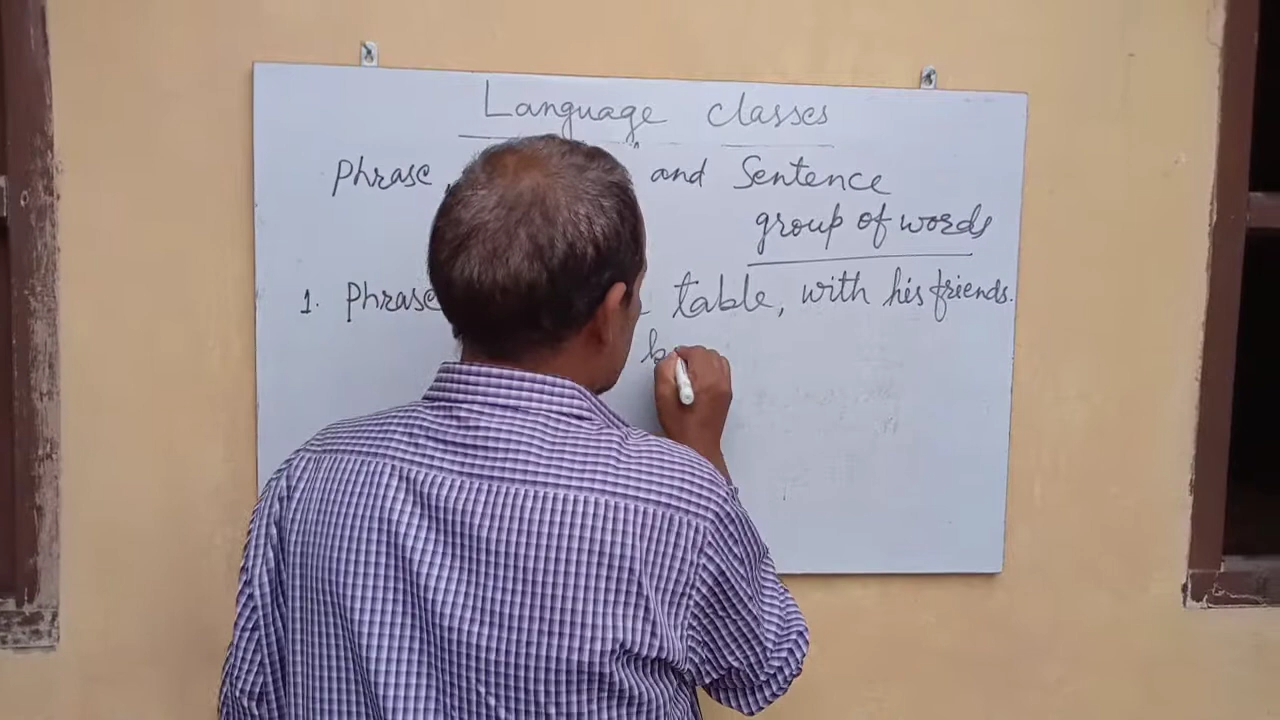 Language classes
Phrase, and Sentence
group of words
1. Phrase table, with his friends.